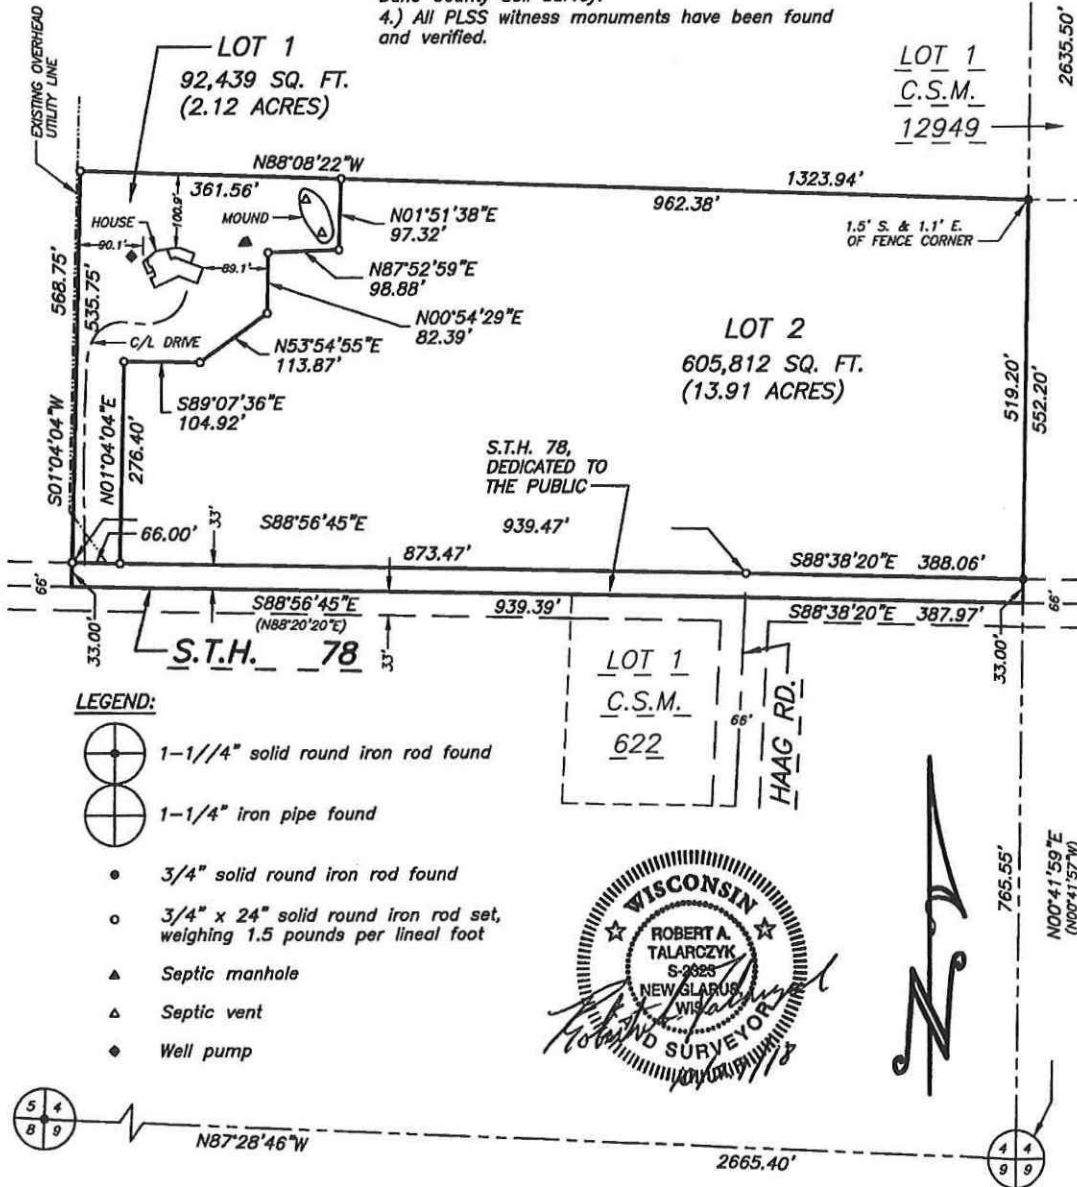 4.) All PLSS witness monuments have been found
and verified.
EXISTING OVERHEAD
UTILITY LINE
LOT 1
92,439 SQ. FT.
(2.12 ACRES)
LOT 1
C.S.M.
12949
2635.50'
N88°08'22"W
361.56'
1323.94'
962.38'
1.5' S. & 1.1' E.
OF FENCE CORNER
HOUSE
100.9'
MOUND
90.1'
89.1'
N01°51'38"E
97.32'
N87°52'59"E
98.88'
N00°54'29"E
82.39'
C/L DRIVE
N53°54'55"E
113.87'
S89°07'36"E
104.92'
568.75'
535.75'
S01°04'04"W
N01°04'04"E
276.40'
LOT 2
605,812 SQ. FT.
(13.91 ACRES)
519.20'
552.20'
S.T.H. 78,
DEDICATED TO
THE PUBLIC
66.00'
33'
S88°56'45"E
939.47'
873.47'
S88°38'20"E 388.06'
66'
S88°56'45"E
(N88°20'20"E)
939.39'
S88°38'20"E 387.97'
66'
33.00'
S.T.H. 78
33'
33.00'
LOT 1
C.S.M.
622
66'
HAAG RD.
LEGEND:
1-1//4" solid round iron rod found
1-1/4" iron pipe found
3/4" solid round iron rod found
3/4" x 24" solid round iron rod set,
weighing 1.5 pounds per lineal foot
Septic manhole
Septic vent
Well pump
WISCONSIN
ROBERT A.
TALARCZYK
S-2323
NEW GLARUS,
WIS.
LAND SURVEYOR
N
765.55'
N00°41'59"E
(N00°41'57"W)
5 4
8 9
N87°28'46"W
2665.40'
4 4
9 9